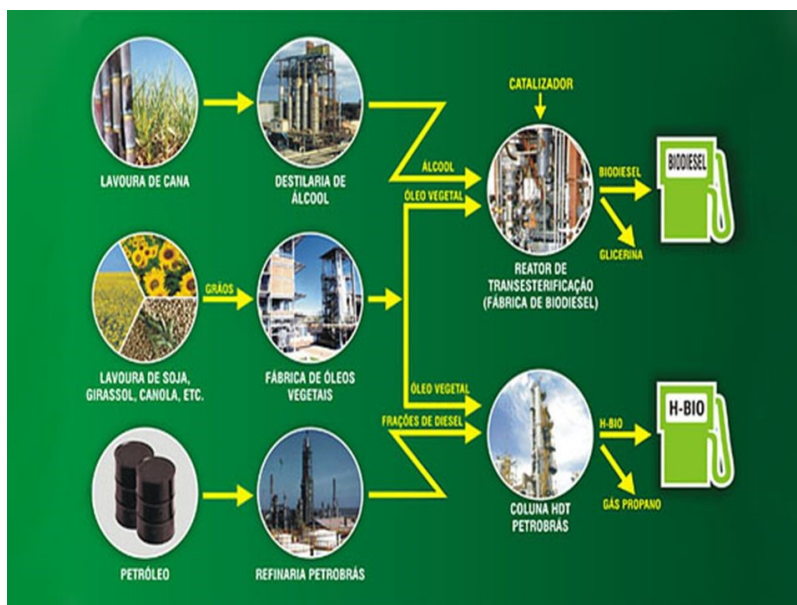 CATALIZADOR
LAVOURA DE CANA
DESTILARIA DE
ÁLCOOL
ÁLCOOL
ÓLEO VEGETAL
BIODIESEL
BIODIESEL
GLICERINA
REATOR DE
TRANSESTERIFICAÇÃO
(FÁBRICA DE BIODIESEL)
GRÃOS
LAVOURA DE SOJA,
GIRASSOL, CANOLA, ETC.
FÁBRICA DE ÓLEOS
VEGETAIS
ÓLEO VEGETAL
FRAÇÕES DE DIESEL
H-BIO
H-BIO
GÁS PROPANO
COLUNA HDT
PETROBRÁS
PETRÓLEO
REFINARIA PETROBRÁS